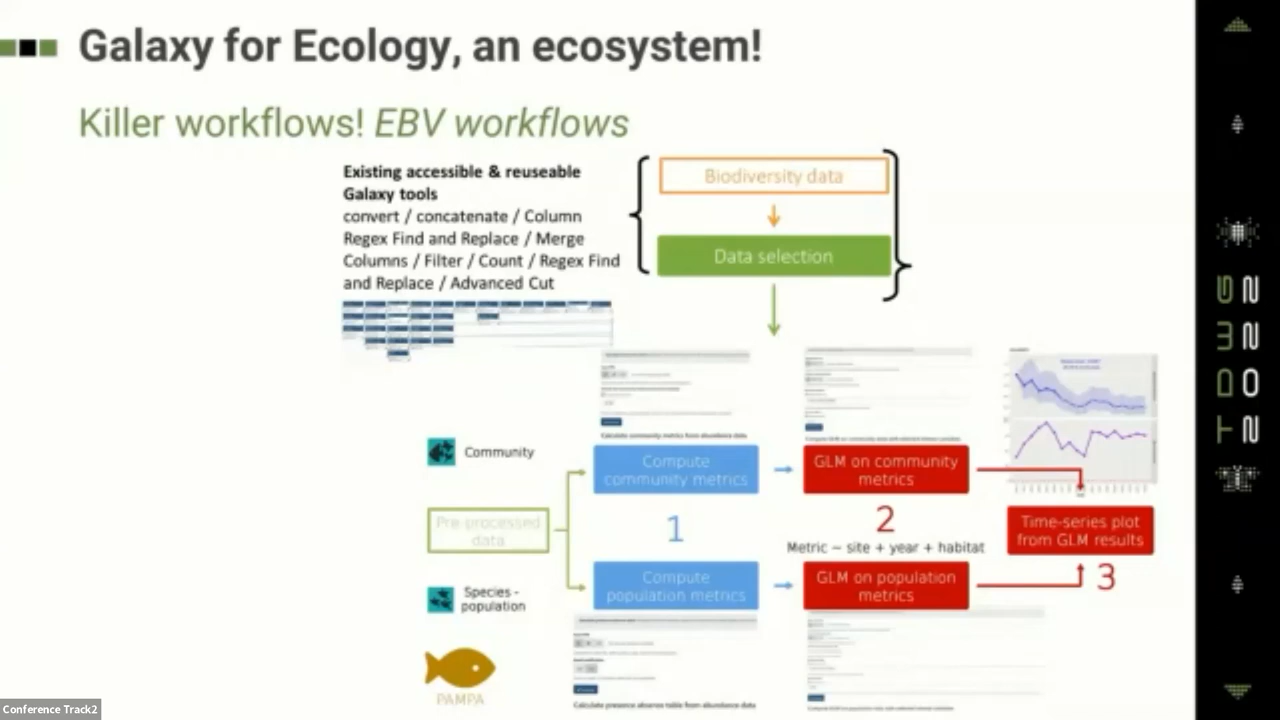 Galaxy for Ecology, an ecosystem!
Killer workflows! EBV workflows
Existing accessible & reuseable
Galaxy tools
convert / concatenate / Column
Regex Find and Replace / Merge
Columns / Filter / Count / Regex Find
and Replace / Advanced Cut
Biodiversity data
Data selection
Calculate community metrics from abundance data
Community
Compute
community metrics
GLM on community
metrics
Pre-processed
data
1
2
Metric ~ site + year + habitat
Time-series plot
from GLM results
3
Species -
population
Compute
population metrics
GLM on population
metrics
PAMPA
Calculate presence absence table from abundance data
TDWG
2022
Conference Track2